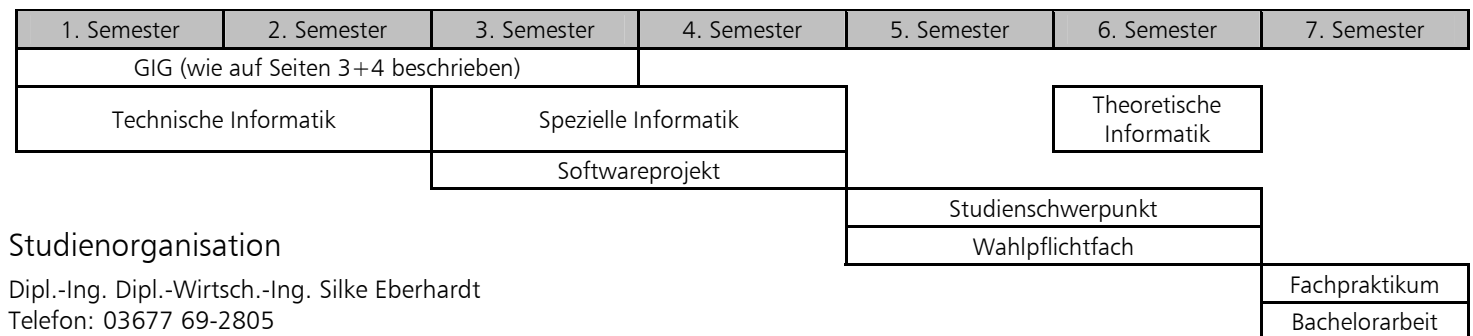 1. Semester 2. Semester 3. Semester 4. Semester 5. Semester 6. Semester 7. Semester
GIG (wie auf Seiten 3+4 beschrieben)
Technische Informatik Spezielle Informatik Theoretische
Informatik
Softwareprojekt
Studienschwerpunkt
Wahlpflichtfach
Fachpraktikum
Bachelorarbeit
Studienorganisation
Dipl.-Ing. Dipl.-Wirtsch.-Ing. Silke Eberhardt
Telefon: 03677 69-2805